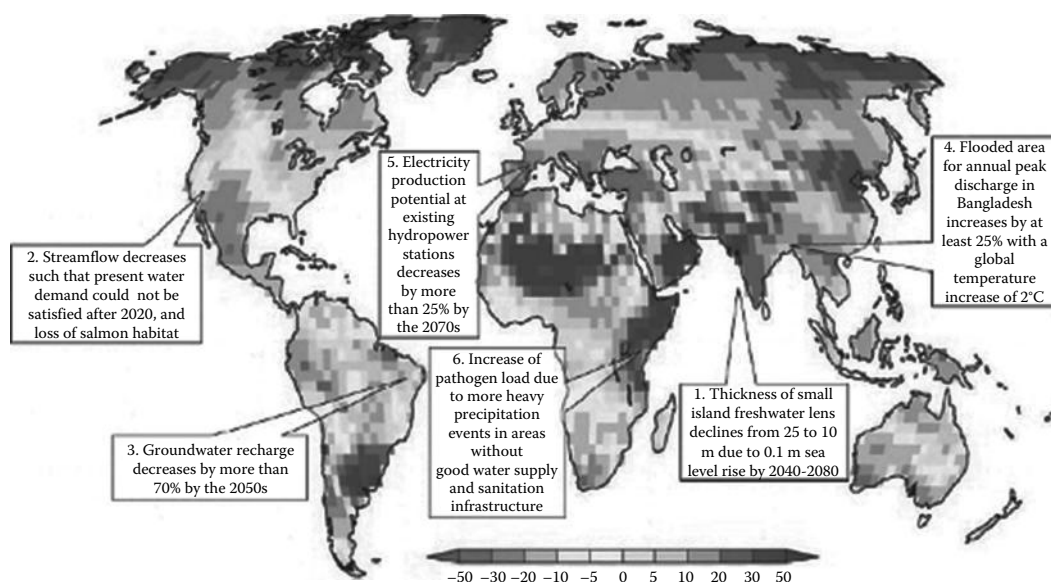 5. Electricity
production
potential at
existing
hydropower
stations
decreases
by more
than 25% by
the 2070s
4. Flooded area
for annual peak
discharge in
Bangladesh
increases by at
least 25% with a
global
temperature
increase of 2°C
2. Streamflow decreases
such that present water
demand could not be
satisfied after 2020, and
loss of salmon habitat
6. Increase of
pathogen load due
to more heavy
precipitation
events in areas
without
good water supply
and sanitation
infrastructure
1. Thickness of small
island freshwater lens
declines from 25 to 10
m due to 0.1 m sea
level rise by 2040-2080
3. Groundwater recharge
decreases by more than
70% by the 2050s
−50 −30 −20 −10 −5 0 5 10 20 30 50